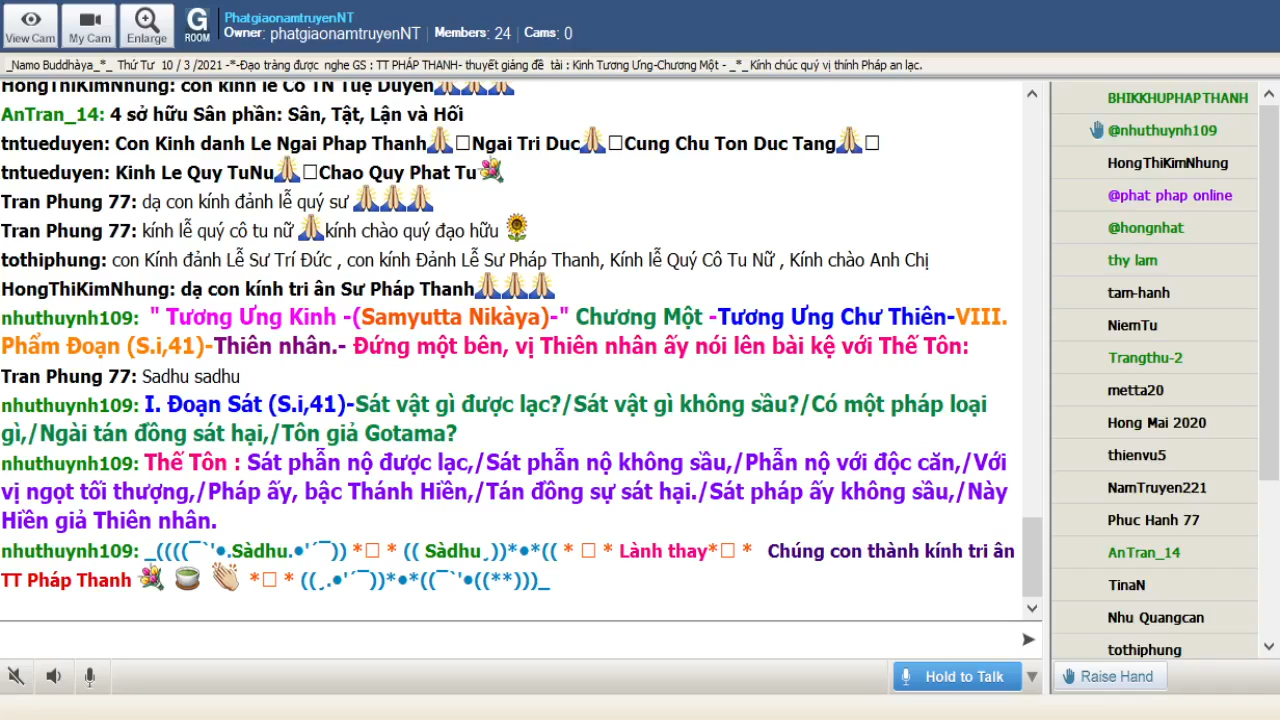 View Cam
My Cam
Enlarge
G
ROOM
PhatgiaonamtruyenNT
Owner: phatgiaonamtruyenNT | Members: 24 | Cams: 0
_Namo Buddhàya_*_ Thứ Tư 10 / 3 /2021 -*-Đạo tràng được nghe GS : TT PHÁP THANH- thuyết giảng đề tài : Kinh Tương Ưng-Chương Một - _*_Kính chúc quý vị thính Pháp an lạc.
HongThiKimNhung: con kính lễ Cô TN Tuệ Duyên
AnTran_14: 4 sở hữu Sân phần: Sân, Tật, Lận và Hối
tntueduyen: Con Kinh danh Le Ngai Phap Thanh Ngai Tri Duc Cung Chu Ton Duc Tang
tntueduyen: Kinh Le Quy TuNu Chao Quy Phat Tu
Tran Phung 77: dạ con kính đảnh lễ quý sư
Tran Phung 77: kính lễ quý cô tu nữ kính chào quý đạo hữu
tothiphung: con Kính đảnh Lễ Sư Trí Đức , con kính Đảnh Lễ Sư Pháp Thanh, Kính lễ Quý Cô Tu Nữ , Kính chào Anh Chị
HongThiKimNhung: dạ con kính tri ân Sư Pháp Thanh
nhuthuynh109: " Tương Ưng Kinh -(Samyutta Nikàya)-" Chương Một -Tương Ưng Chư Thiên-VIII.
Phẩm Đoạn (S.i,41)-Thiên nhân.- Đứng một bên, vị Thiên nhân ấy nói lên bài kệ với Thế Tôn:
Tran Phung 77: Sadhu sadhu
nhuthuynh109: I. Đoạn Sát (S.i,41)-Sát vật gì được lạc?/Sát vật gì không sầu?/Có một pháp loại
gì,/Ngài tán đồng sát hại,/Tôn giả Gotama?
nhuthuynh109: Thế Tôn : Sát phẫn nộ được lạc,/Sát phẫn nộ không sầu,/Phẫn nộ với độc căn,/Với
vị ngọt tối thượng,/Pháp ấy, bậc Thánh Hiền,/Tán đồng sự sát hại./Sát pháp ấy không sầu,/Này
Hiền giả Thiên nhân.
nhuthuynh109: _((((¯`'●.Sàdhu.●'´¯)) *□ * (( Sàdhu¸))*●*(( * □ * Lành thay*□ * Chúng con thành kính tri ân
TT Pháp Thanh *□ * ((¸.●'´¯))*●*((¯`'●((**)))_
Hold to Talk
BHIKKHUPHAPTHANH
@nhuthuynh109
HongThiKimNhung
@phat phap online
@hongnhat
thy lam
tam-hanh
NiemTu
Trangthu-2
metta20
Hong Mai 2020
thienvu5
NamTruyen221
Phuc Hanh 77
AnTran_14
TinaN
Nhu Quangcan
tothiphung
Raise Hand